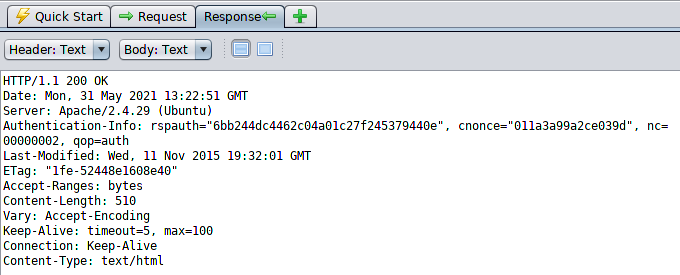 Quick Start Request Response
Header: Text Body: Text
HTTP/1.1 200 OK
Date: Mon, 31 May 2021 13:22:51 GMT
Server: Apache/2.4.29 (Ubuntu)
Authentication-Info: rspauth="6bb244dc4462c04a01c27f245379440e", cnonce="011a3a99a2ce039d", nc=
00000002, qop=auth
Last-Modified: Wed, 11 Nov 2015 19:32:01 GMT
ETag: "1fe-52448e1608e40"
Accept-Ranges: bytes
Content-Length: 510
Vary: Accept-Encoding
Keep-Alive: timeout=5, max=100
Connection: Keep-Alive
Content-Type: text/html